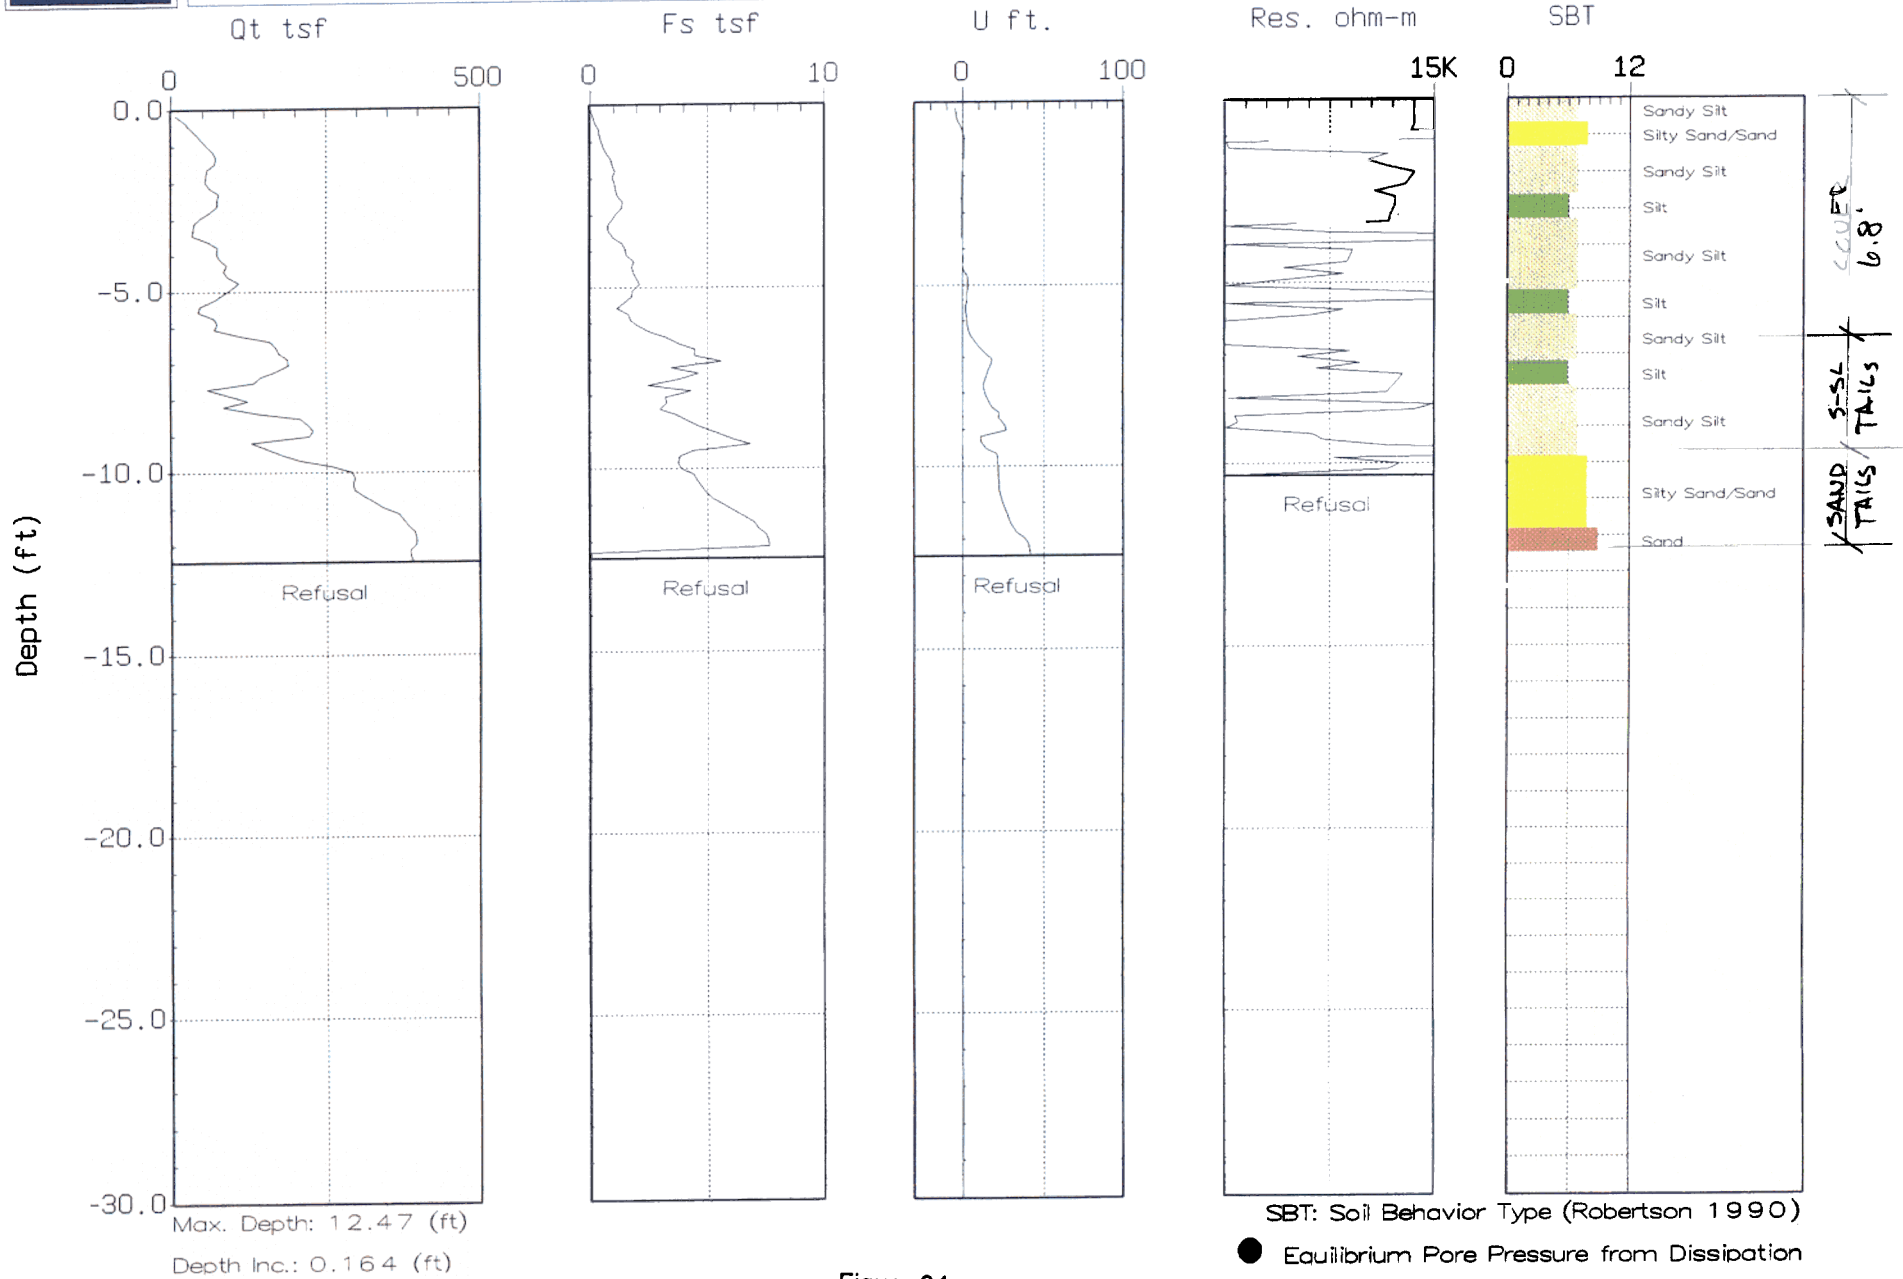 Qt tsf
Fs tsf
U ft.
Res. ohm-m
SBT
0 500
0 10
0 100
15K
0 12
0.0
-5.0
-10.0
-15.0
-20.0
-25.0
-30.0
Depth (ft)
Refusal
Refusal
Refusal
Refusal
Sandy Silt
Silty Sand/Sand
Sandy Silt
Silt
Sandy Silt
Silt
Sandy Silt
Silt
Sandy Silt
Silty Sand/Sand
Sand
COVER
6.8'
S-SL
TAILS
SAND
TAILS
Max. Depth: 12.47 (ft)
Depth Inc.: 0.164 (ft)
SBT: Soil Behavior Type (Robertson 1990)
Equilibrium Pore Pressure from Dissipation